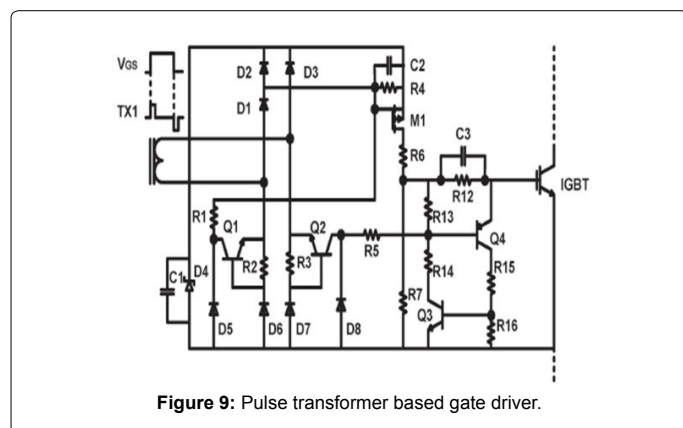 VGS
TX1
D2
D3
D1
C2
R4
M1
R6
C3
R12
IGBT
R1
Q1
Q2
R13
Q4
R5
R2
R3
R14
R15
C1
D4
R7
Q3
R16
D5
D6
D7
D8
Figure 9: Pulse transformer based gate driver.